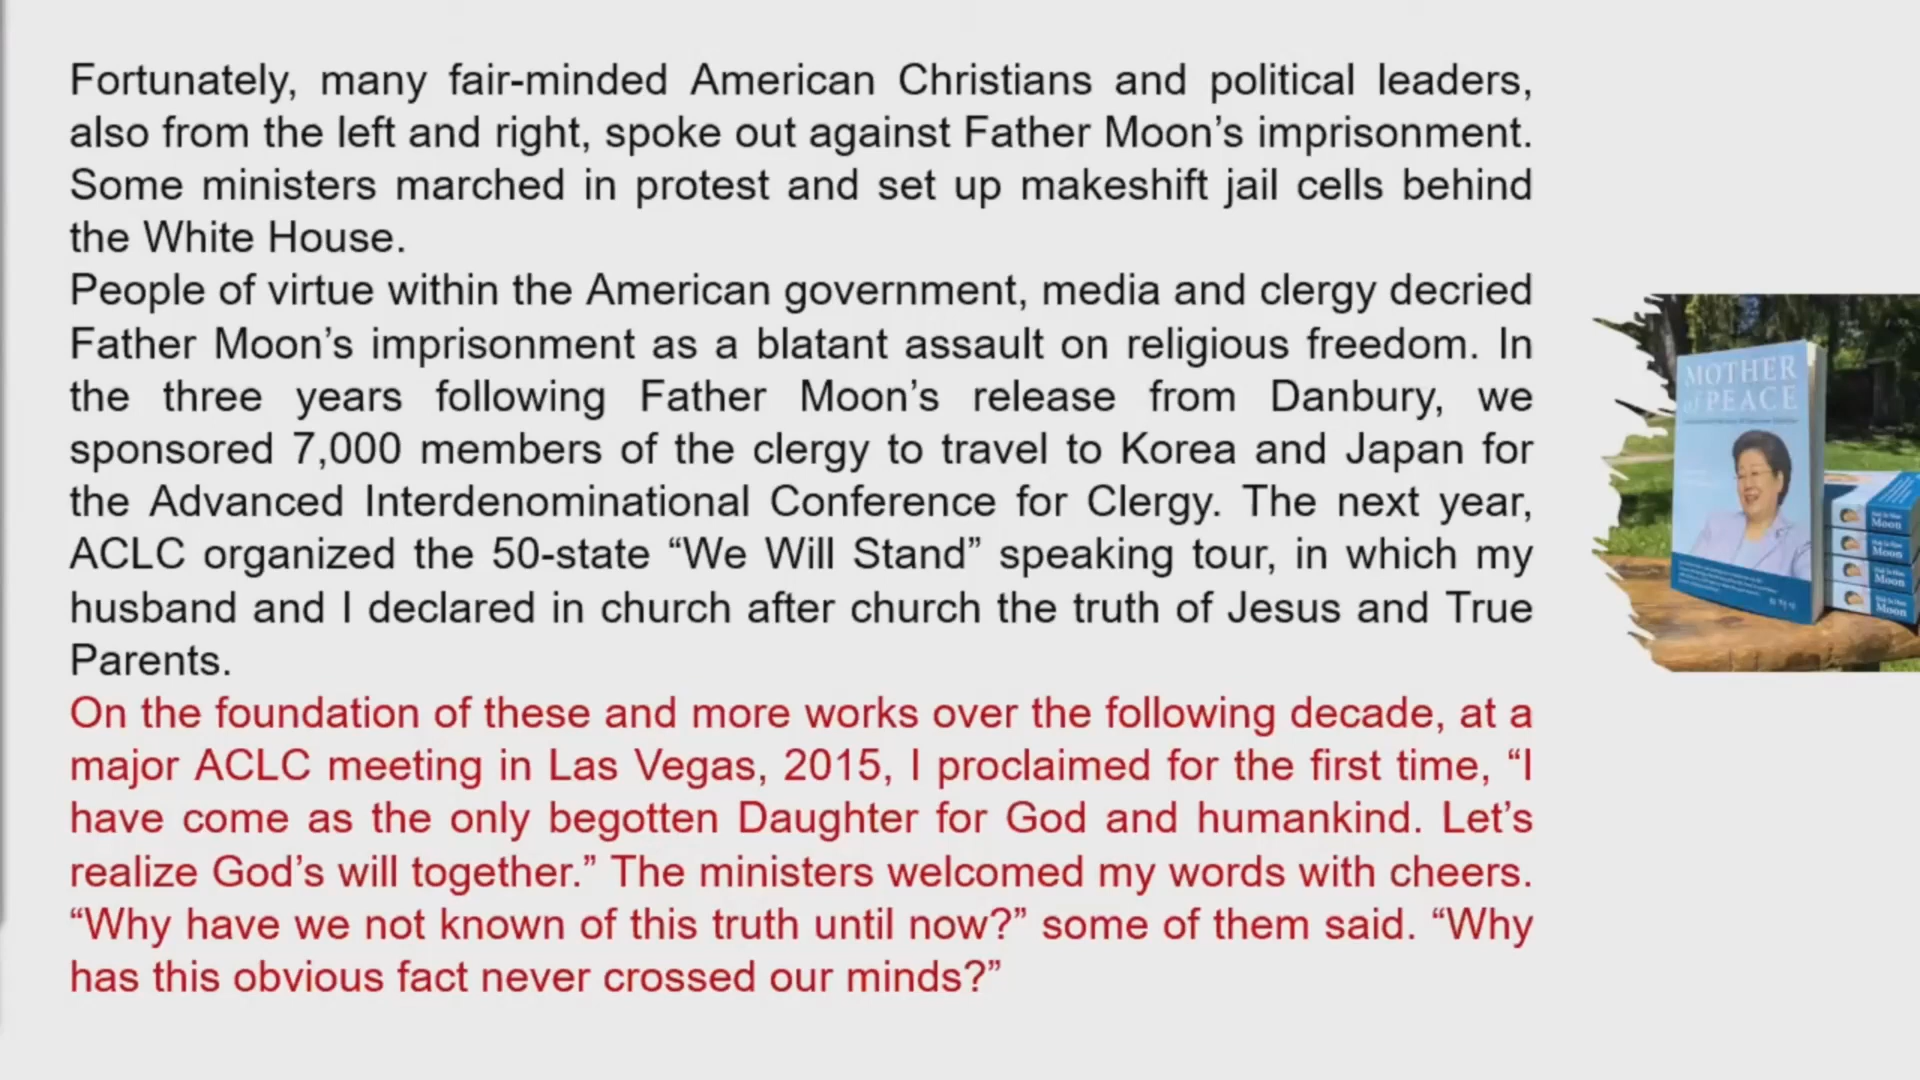 Fortunately, many fair-minded American Christians and political leaders,
also from the left and right, spoke out against Father Moon’s imprisonment.
Some ministers marched in protest and set up makeshift jail cells behind
the White House.
People of virtue within the American government, media and clergy decried
Father Moon’s imprisonment as a blatant assault on religious freedom. In
the three years following Father Moon’s release from Danbury, we
sponsored 7,000 members of the clergy to travel to Korea and Japan for
the Advanced Interdenominational Conference for Clergy. The next year,
ACLC organized the 50-state “We Will Stand” speaking tour, in which my
husband and I declared in church after church the truth of Jesus and True
Parents.
On the foundation of these and more works over the following decade, at a
major ACLC meeting in Las Vegas, 2015, I proclaimed for the first time, “I
have come as the only begotten Daughter for God and humankind. Let’s
realize God’s will together.” The ministers welcomed my words with cheers.
“Why have we not known of this truth until now?” some of them said. “Why
has this obvious fact never crossed our minds?”
MOTHER
of PEACE
Moon
Moon
Moon
Moon